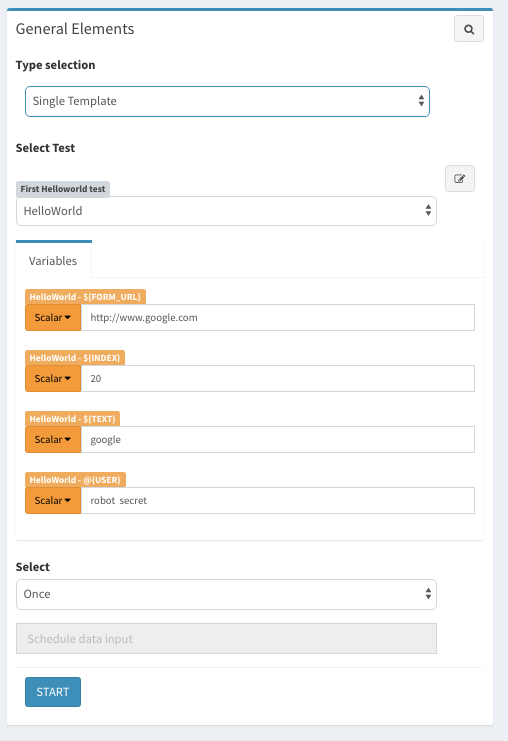 General Elements
Type selection
Single Template
Select Test
First Helloworld test
HelloWorld
Variables
HelloWorld - ${FORM_URL}
Scalar http://www.google.com
HelloWorld - ${INDEX}
Scalar 20
HelloWorld - ${TEXT}
Scalar google
HelloWorld - @{USER}
Scalar robot secret
Select
Once
Schedule data input
START